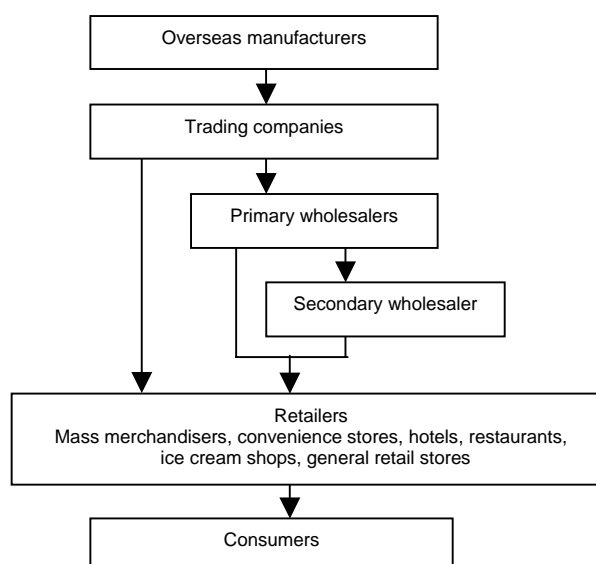 Overseas manufacturers
Trading companies
Primary wholesalers
Secondary wholesaler
Retailers
Mass merchandisers, convenience stores, hotels, restaurants,
ice cream shops, general retail stores
Consumers